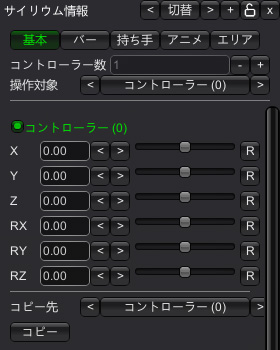 サイリウム情報 < 切替 > + x
基本 バー 持ち手 アニメ エリア
コントローラー数 1 - +
操作対象 < コントローラー (0) >
コントローラー (0)
X 0.00 < > R
Y 0.00 < > R
Z 0.00 < > R
RX 0.00 < > R
RY 0.00 < > R
RZ 0.00 < > R
コピー先 < コントローラー (0) >
コピー